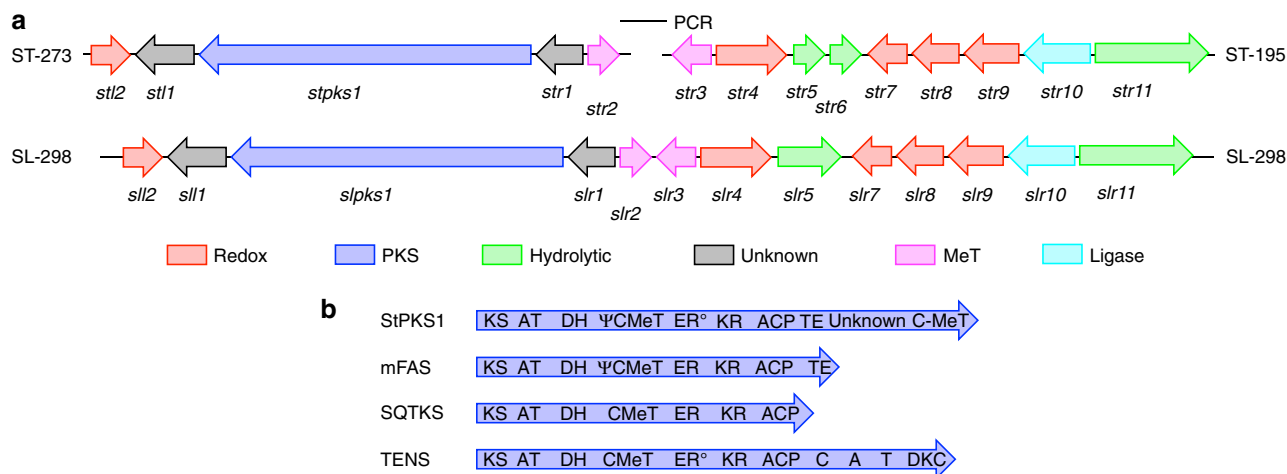 a
PCR
ST-273 ST-195
stl2 stl1 stpks1 str1 str2 str3 str4 str5 str6 str7 str8 str9 str10 str11
SL-298 SL-298
sll2 sll1 slpks1 slr1 slr2 slr3 slr4 slr5 slr7 slr8 slr9 slr10 slr11
Redox PKS Hydrolytic Unknown MeT Ligase
b
StPKS1 KS AT DH ΨCMeT ER° KR ACP TE Unknown C-MeT
mFAS KS AT DH ΨCMeT ER KR ACP TE
SQTKS KS AT DH CMeT ER KR ACP
TENS KS AT DH CMeT ER° KR ACP C A T DKC